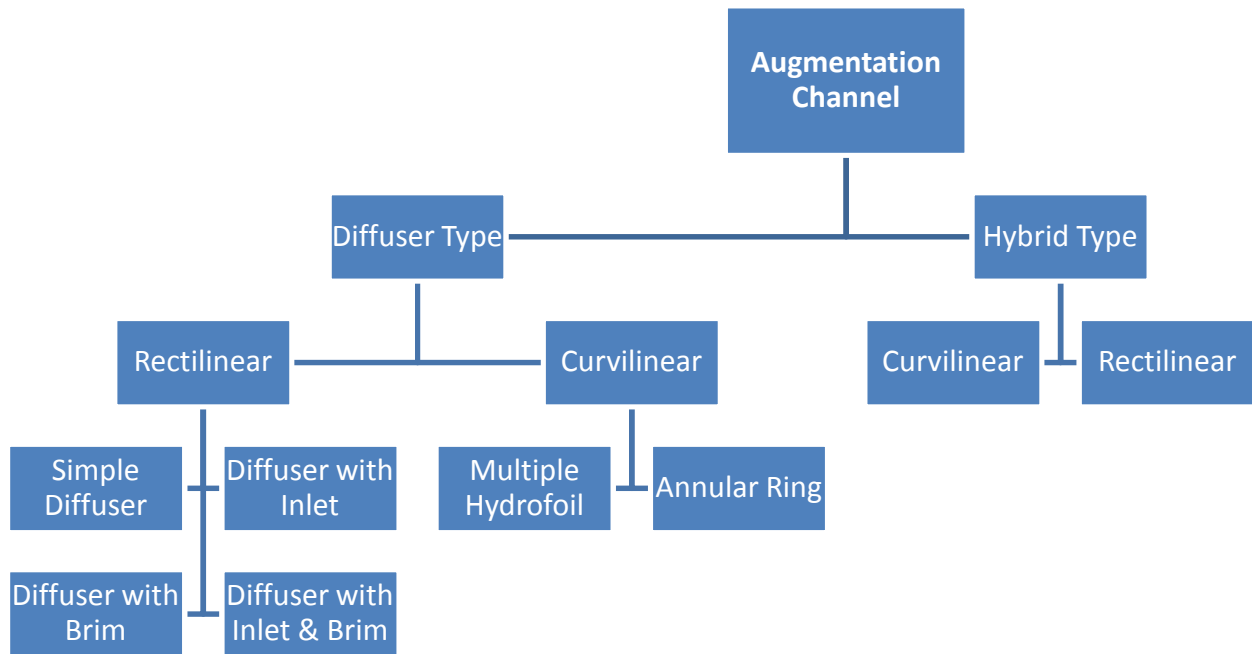 Augmentation
Channel
Diffuser Type
Hybrid Type
Rectilinear
Curvilinear
Curvilinear
Rectilinear
Simple
Diffuser
Diffuser with
Inlet
Multiple
Hydrofoil
Annular Ring
Diffuser with
Brim
Diffuser with
Inlet & Brim